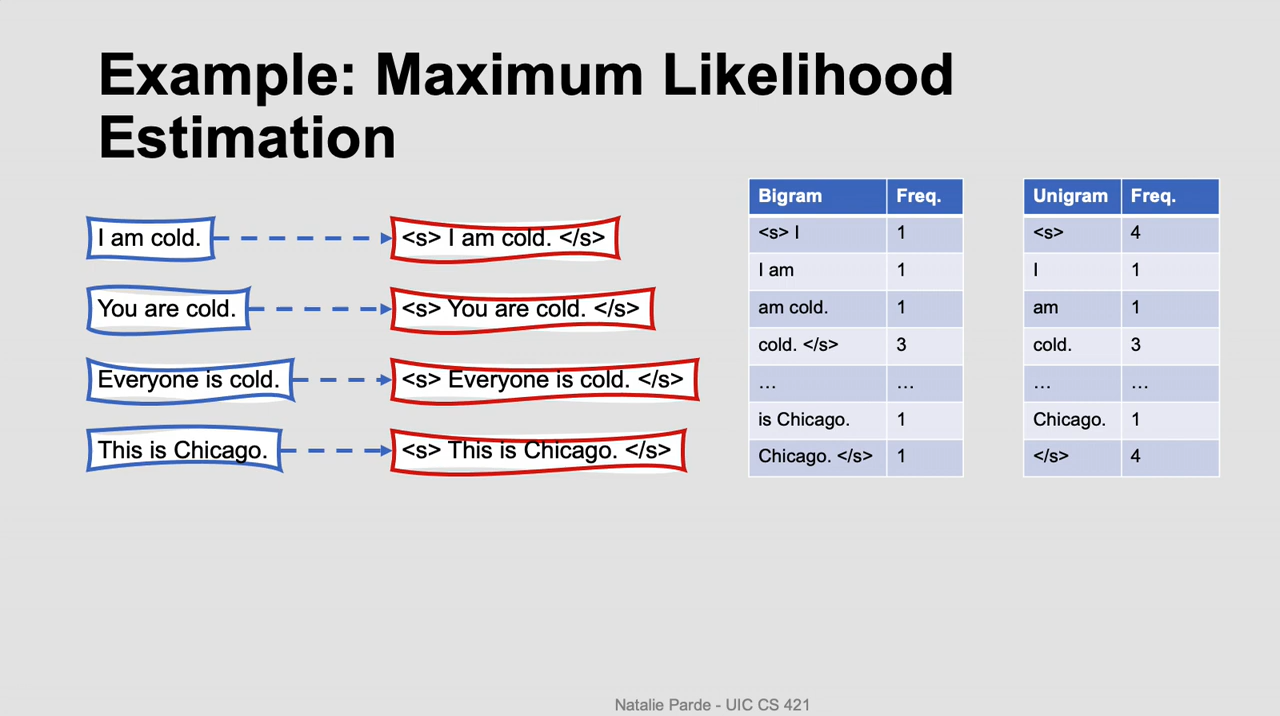 Example: Maximum Likelihood
Estimation
I am cold.
<s> I am cold. </s>
You are cold.
<s> You are cold. </s>
Everyone is cold.
<s> Everyone is cold. </s>
This is Chicago.
<s> This is Chicago. </s>
Bigram Freq.
<s> I 1
I am 1
am cold. 1
cold. </s> 3
… …
is Chicago. 1
Chicago. </s> 1
Unigram Freq.
<s> 4
I 1
am 1
cold. 3
… …
Chicago. 1
</s> 4
Natalie Parde - UIC CS 421